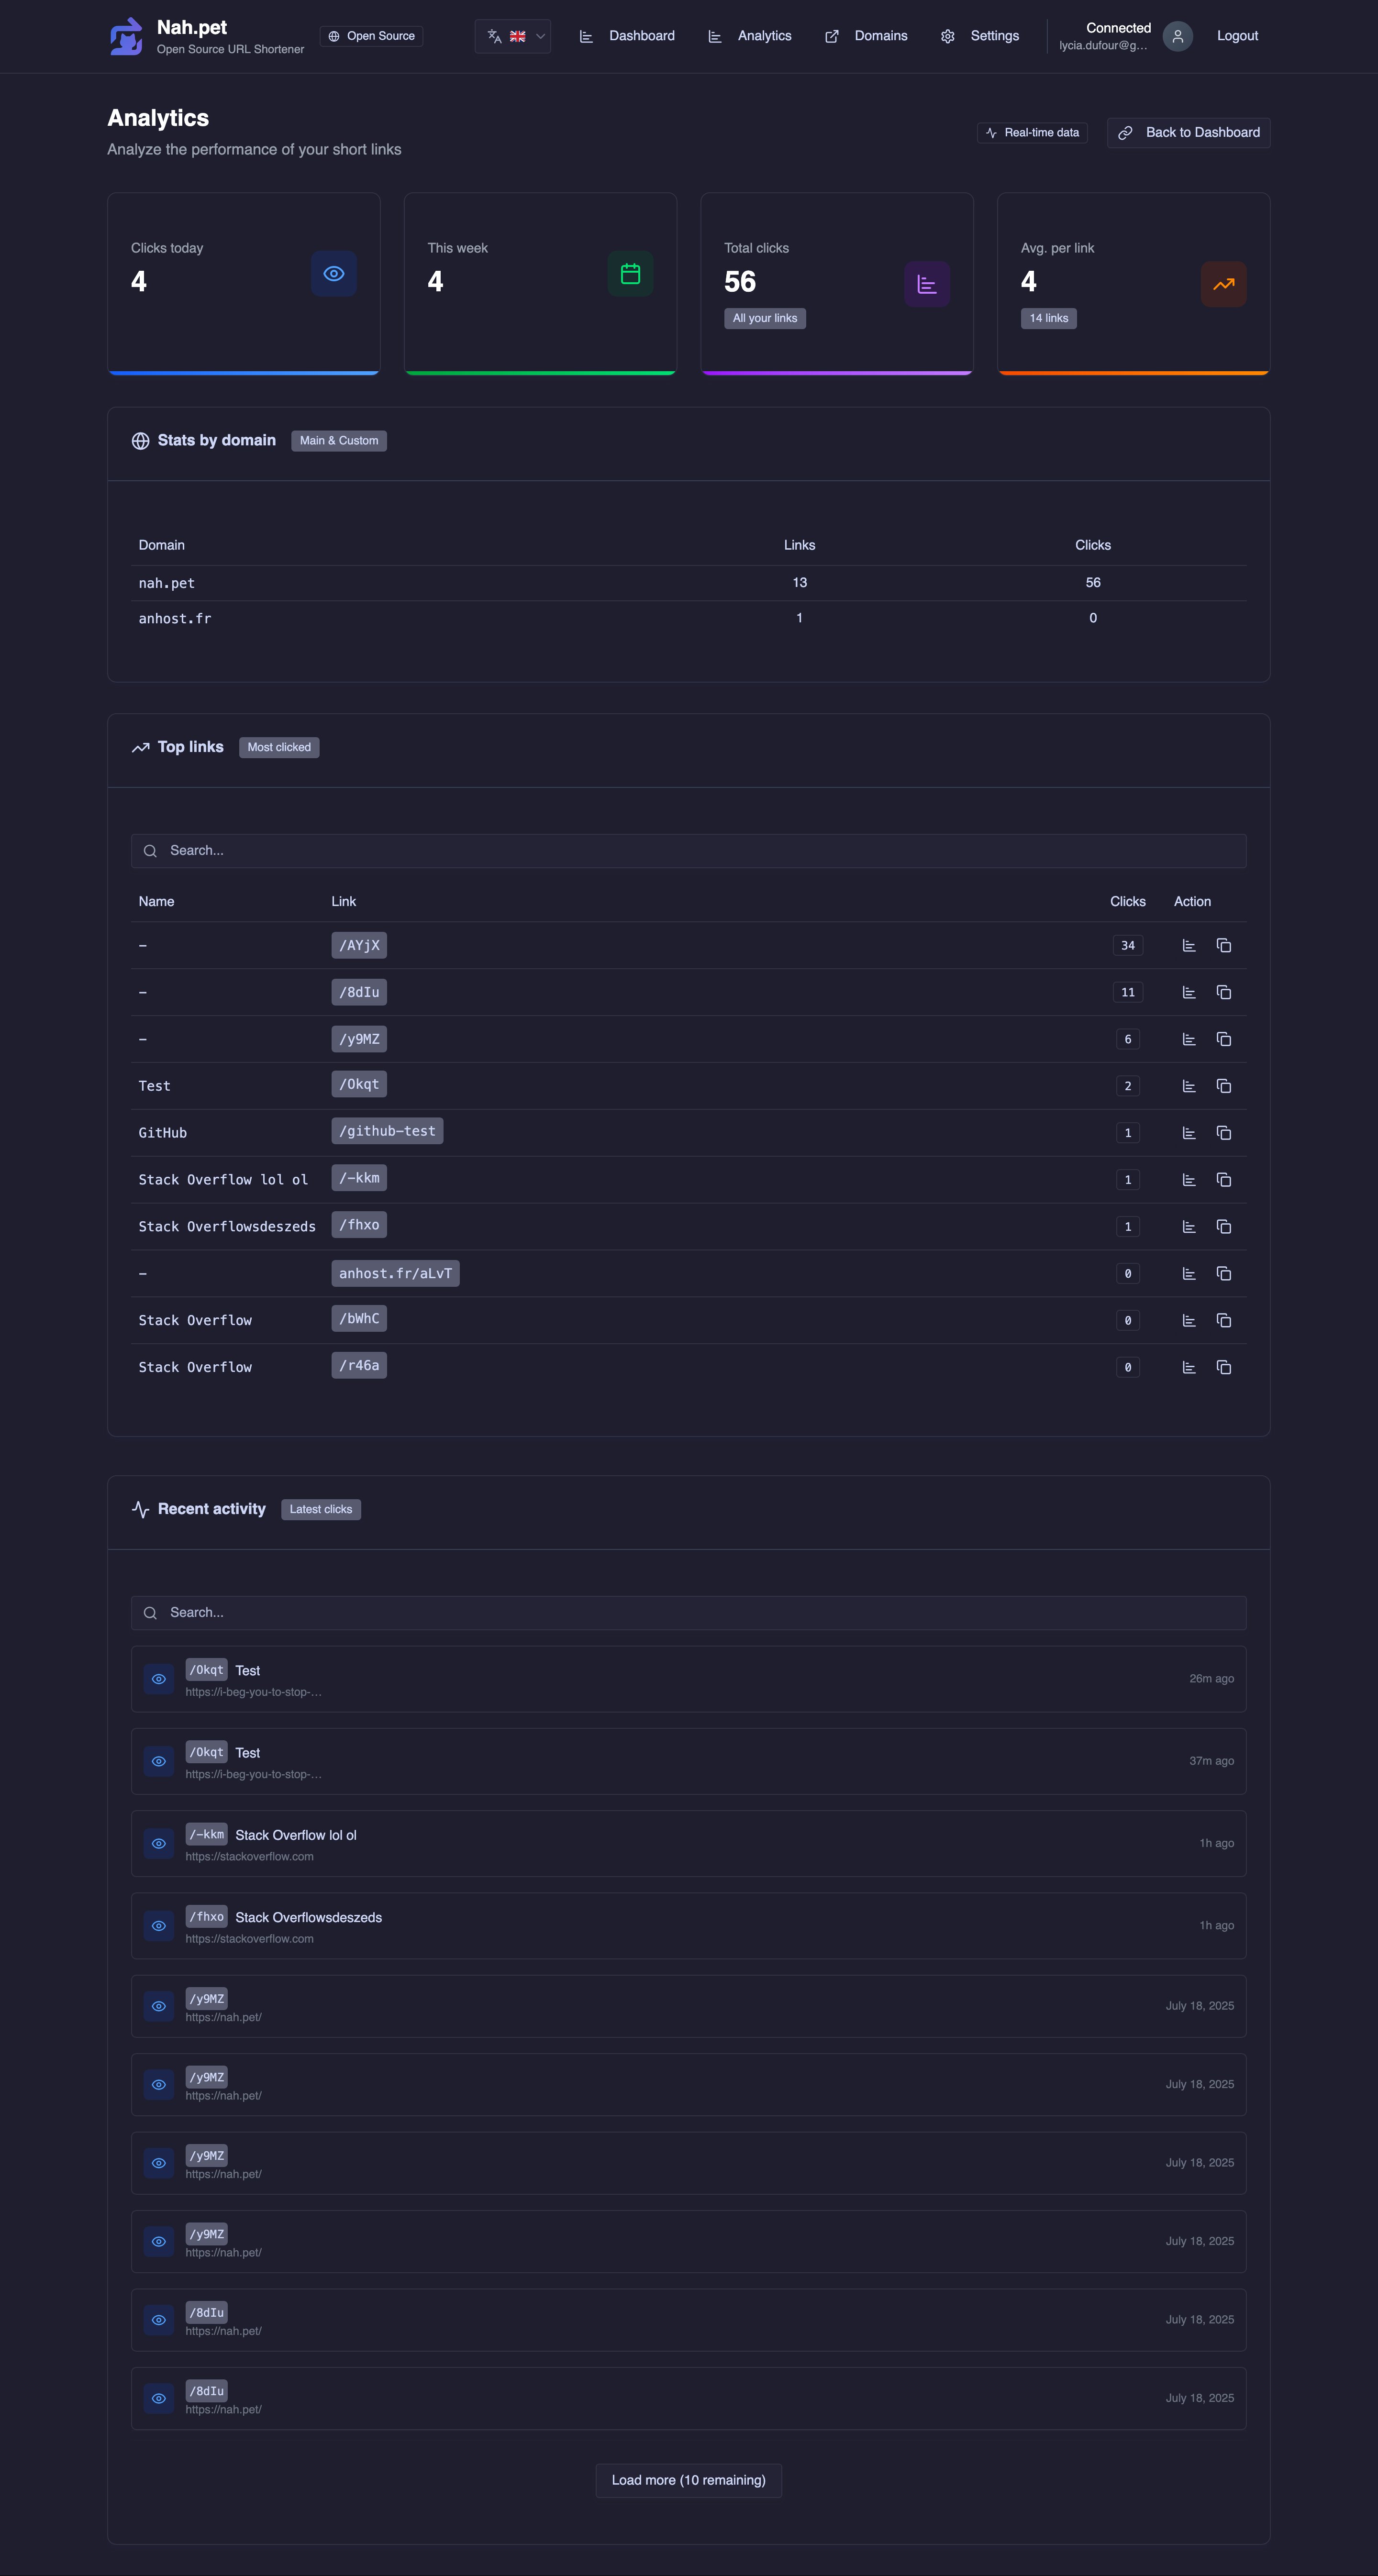 Nah.pet
Open Source URL Shortener
Open Source
Dashboard
Analytics
Domains
Settings
Connected
lycia.dufour@g...
Logout
Analytics
Analyze the performance of your short links
Real-time data
Back to Dashboard
Clicks today
4
This week
4
Total clicks
56
All your links
Avg. per link
4
14 links
Stats by domain
Main & Custom
Domain Links Clicks
nah.pet 13 56
anhost.fr 1 0
Top links
Most clicked
Search...
Name Link Clicks Action
– /AYjX 34
– /8dIu 11
– /y9MZ 6
Test /Okqt 2
GitHub /github-test 1
Stack Overflow lol ol /-kkm 1
Stack Overflowsdeszeds /fhxo 1
– anhost.fr/aLvT 0
Stack Overflow /bWhC 0
Stack Overflow /r46a 0
Recent activity
Latest clicks
Search...
/Okqt Test
https://i-beg-you-to-stop-...
26m ago
/Okqt Test
https://i-beg-you-to-stop-...
37m ago
/-kkm Stack Overflow lol ol
https://stackoverflow.com
1h ago
/fhxo Stack Overflowsdeszeds
https://stackoverflow.com
1h ago
/y9MZ
https://nah.pet/
July 18, 2025
/y9MZ
https://nah.pet/
July 18, 2025
/y9MZ
https://nah.pet/
July 18, 2025
/y9MZ
https://nah.pet/
July 18, 2025
/8dIu
https://nah.pet/
July 18, 2025
/8dIu
https://nah.pet/
July 18, 2025
Load more (10 remaining)